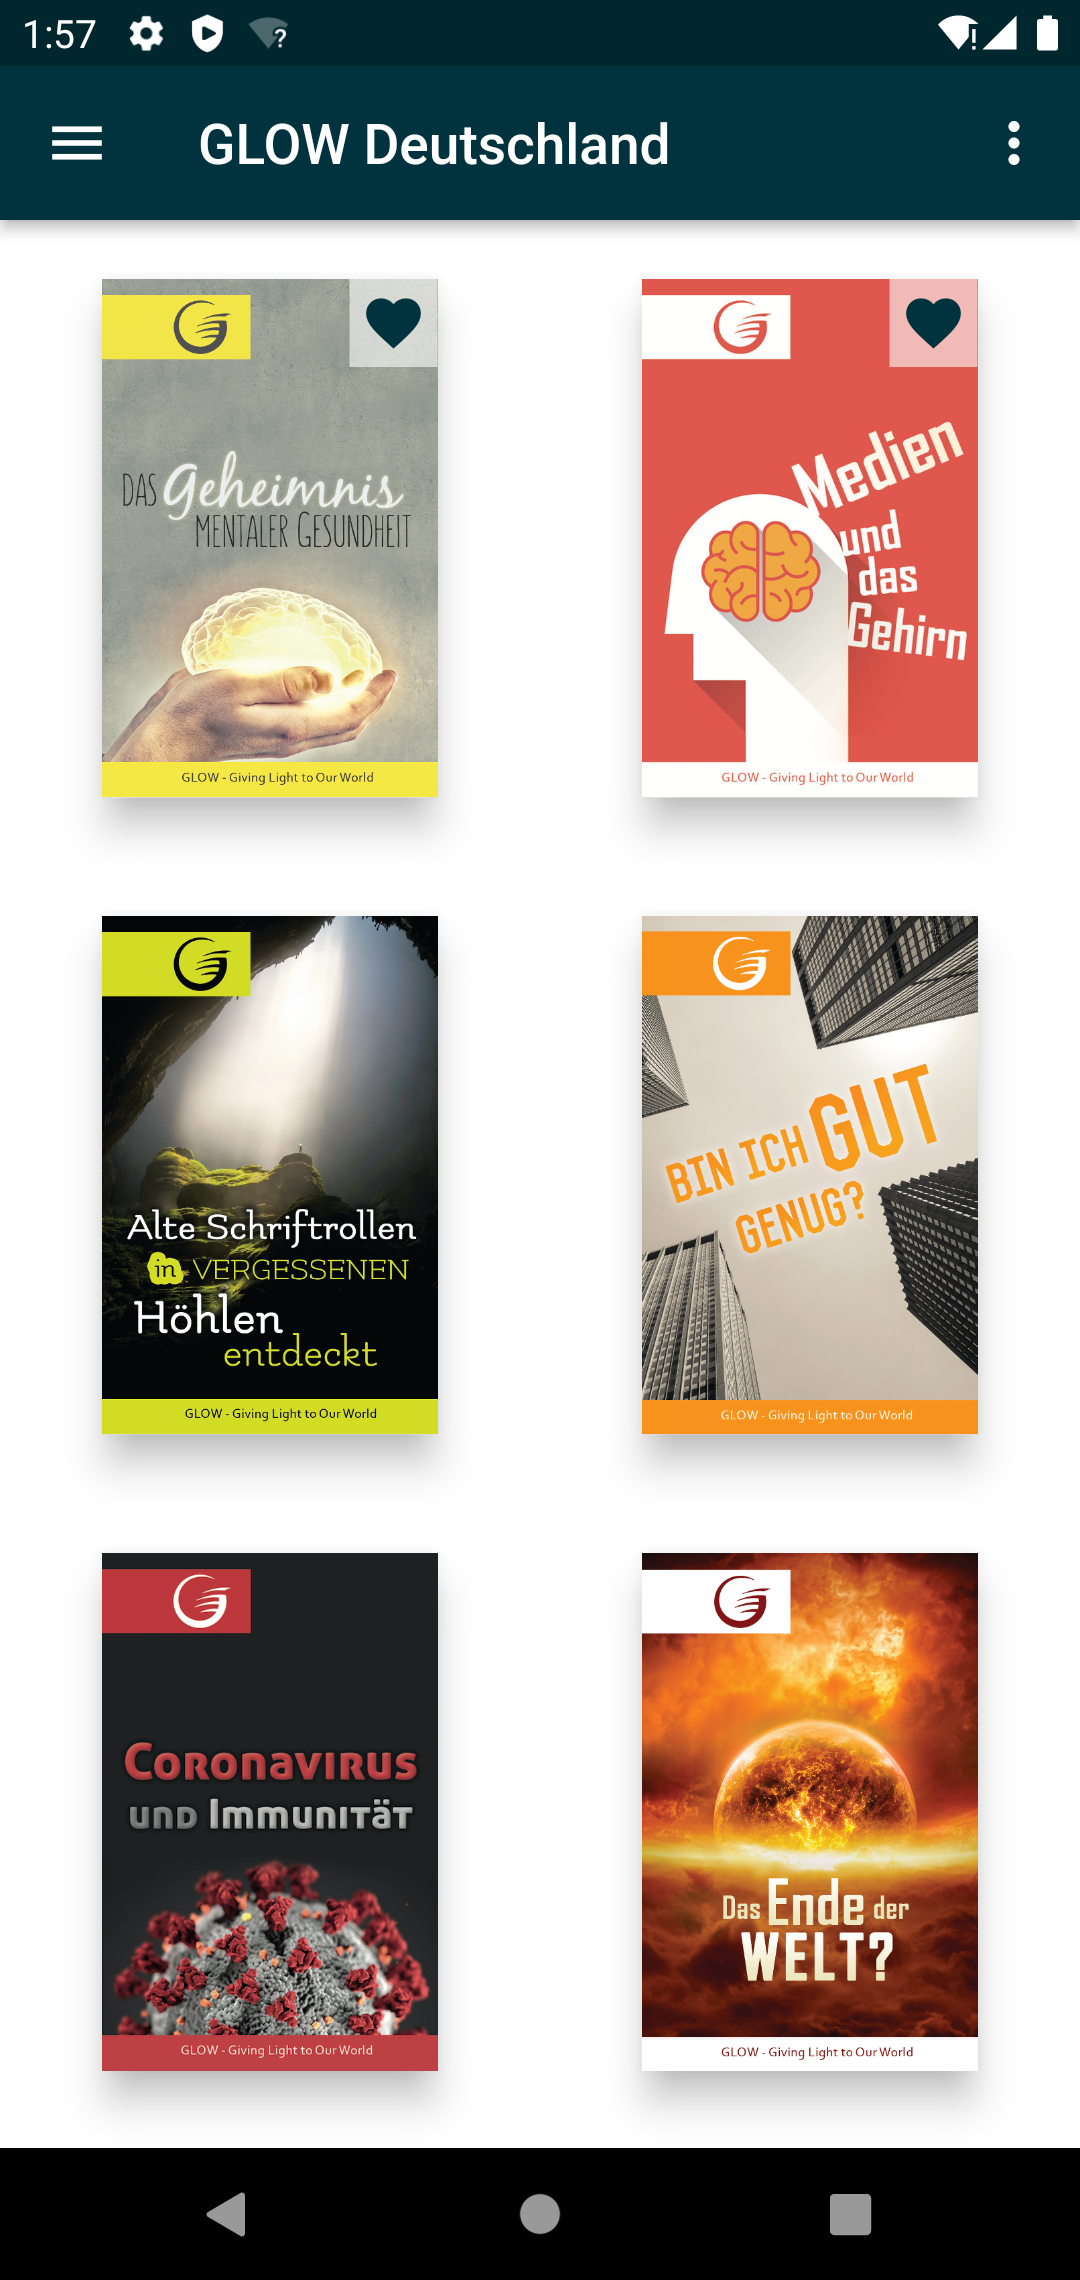 1:57
GLOW Deutschland
DAS Geheimnis
MENTALER GESUNDHEIT
GLOW - Giving Light to Our World
Medien
und
das
Gehirn
GLOW - Giving Light to Our World
Alte Schriftrollen
in VERGESSENEN
Höhlen
entdeckt
GLOW - Giving Light to Our World
BIN ICH GUT
GENUG?
GLOW - Giving Light to Our World
Coronavirus
und Immunität
GLOW - Giving Light to Our World
Das Ende der
WELT?
GLOW - Giving Light to Our World